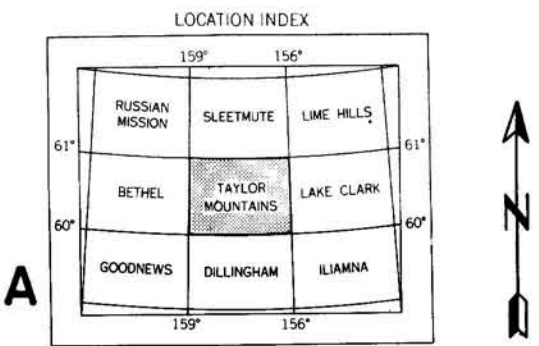 LOCATION INDEX
159° 156°
RUSSIAN
MISSION
SLEETMUTE
LIME HILLS
61° 61°
BETHEL
TAYLOR
MOUNTAINS
LAKE CLARK
60° 60°
GOODNEWS
DILLINGHAM
ILIAMNA
159° 156°
A
N